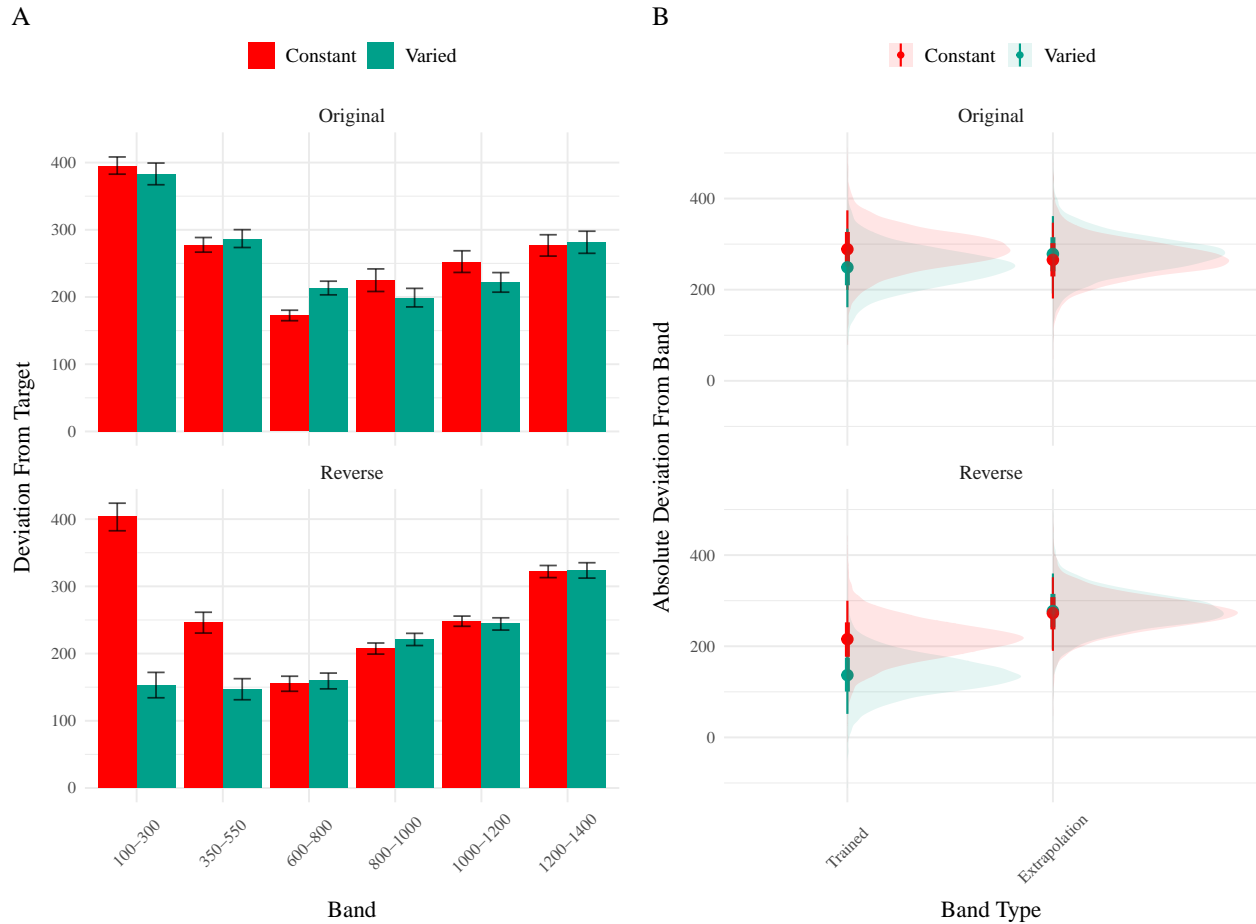 A
Constant Varied
Original
400
300
200
100
0
Reverse
400
300
200
100
0
Deviation From Target
100–300
350–550
600–800
800–1000
1000–1200
1200–1400
Band
B
Constant Varied
Original
400
200
0
Reverse
400
200
0
Absolute Deviation From Band
Trained
Extrapolation
Band Type